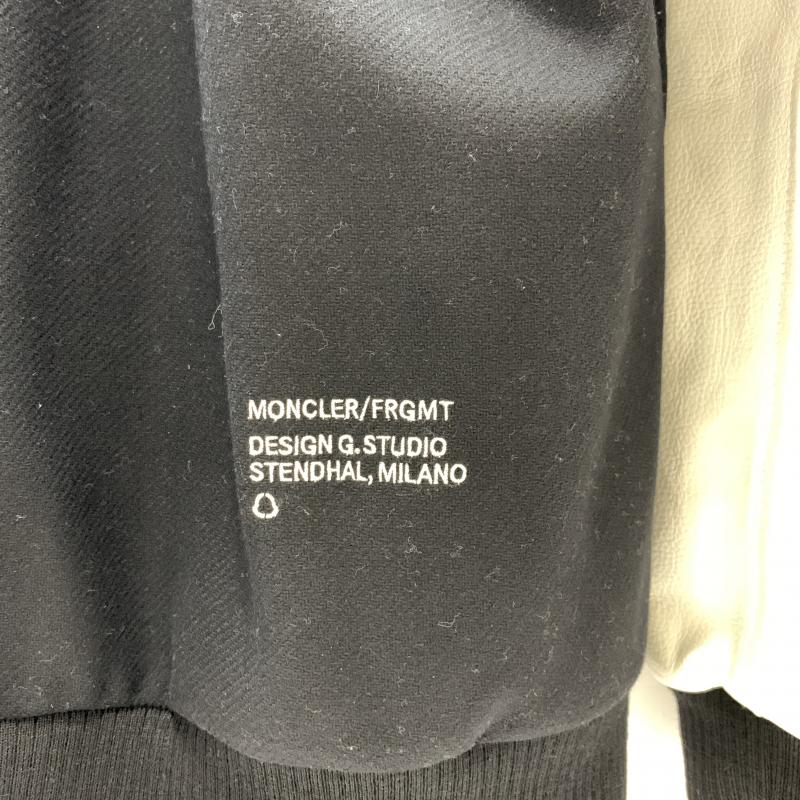 MONCLER/FRGMT
DESIGN G.STUDIO
STENDHAL, MILANO